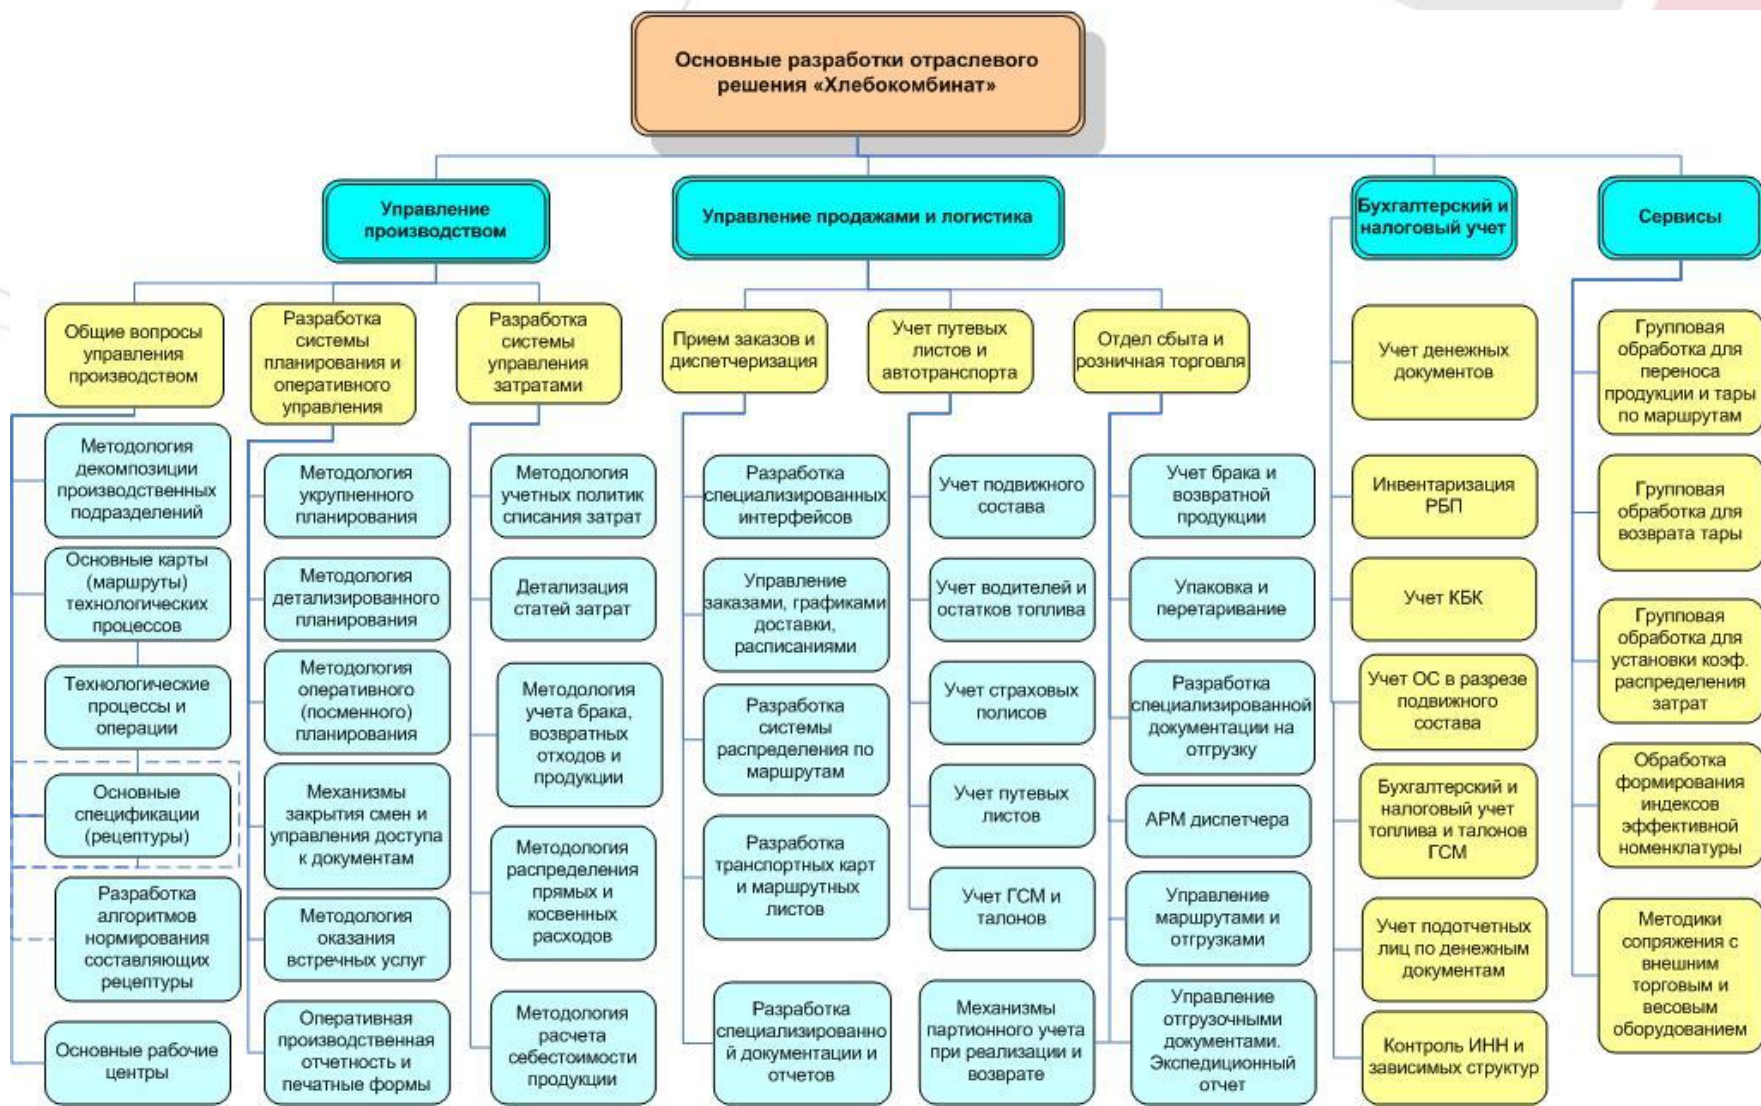 Основные разработки отраслевого
решения «Хлебокомбинат»
Управление
производством
Управление продажами и логистика
Бухгалтерский и
налоговый учет
Сервисы
Общие вопросы
управления
производством
Разработка
системы
планирования и
оперативного
управления
Разработка
системы
управления
затратами
Прием заказов и
диспетчеризация
Учет путевых
листов и
автотранспорта
Отдел сбыта и
розничная торговля
Методология
декомпозиции
производственных
подразделений
Основные карты
(маршруты)
технологических
процессов
Технологические
процессы и
операции
Основные
спецификации
(рецептуры)
Разработка
алгоритмов
нормирования
составляющих
рецептуры
Основные рабочие
центры
Методология
укрупненного
планирования
Методология
детализированного
планирования
Методология
оперативного
(посменного)
планирования
Механизмы
закрытия смен и
управления доступа
к документам
Методология
оказания
встречных услуг
Оперативная
производственная
отчетность и
печатные формы
Методология
учетных политик
списания затрат
Детализация
статей затрат
Методология
учета брака,
возвратных
отходов и
продукции
Методология
распределения
прямых и
косвенных
расходов
Методология
расчета
себестоимости
продукции
Разработка
специализированных
интерфейсов
Управление
заказами, графиками
доставки,
расписаниями
Разработка
системы
распределения по
маршрутам
Разработка
транспортных карт
и маршрутных
листов
Разработка
специализированно
й документации и
отчетов
Учет подвижного
состава
Учет водителей и
остатков топлива
Учет страховых
полисов
Учет путевых
листов
Учет ГСМ и
талонов
Механизмы
партионного учета
при реализации и
возврате
Учет брака и
возвратной
продукции
Упаковка и
перетаривание
Разработка
специализированной
документации на
отгрузку
АРМ диспетчера
Управление
маршрутами и
отгрузками
Управление
отгрузочными
документами.
Экспедиционный
отчет
Учет денежных
документов
Инвентаризация
РБП
Учет КБК
Учет ОС в разрезе
подвижного
состава
Бухгалтерский и
налоговый учет
топлива и талонов
ГСМ
Учет подотчетных
лиц по денежным
документам
Контроль ИНН и
зависимых структур
Групповая
обработка для
переноса
продукции и тары
по маршрутам
Групповая
обработка для
возврата тары
Групповая
обработка для
установки коэф.
распределения
затрат
Обработка
формирования
индексов
эффективной
номенклатуры
Методики
сопряжения с
внешним
торговым и
весовым
оборудованием